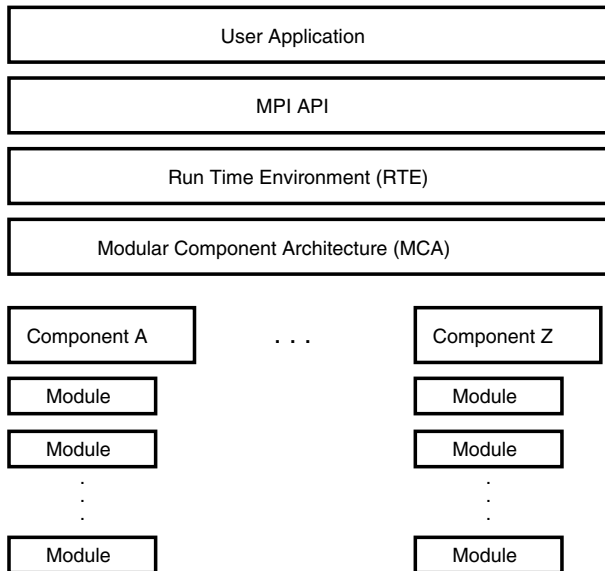 User Application
MPI API
Run Time Environment (RTE)
Modular Component Architecture (MCA)
Component A . . . Component Z
Module Module
Module Module
. .
. .
. .
Module Module